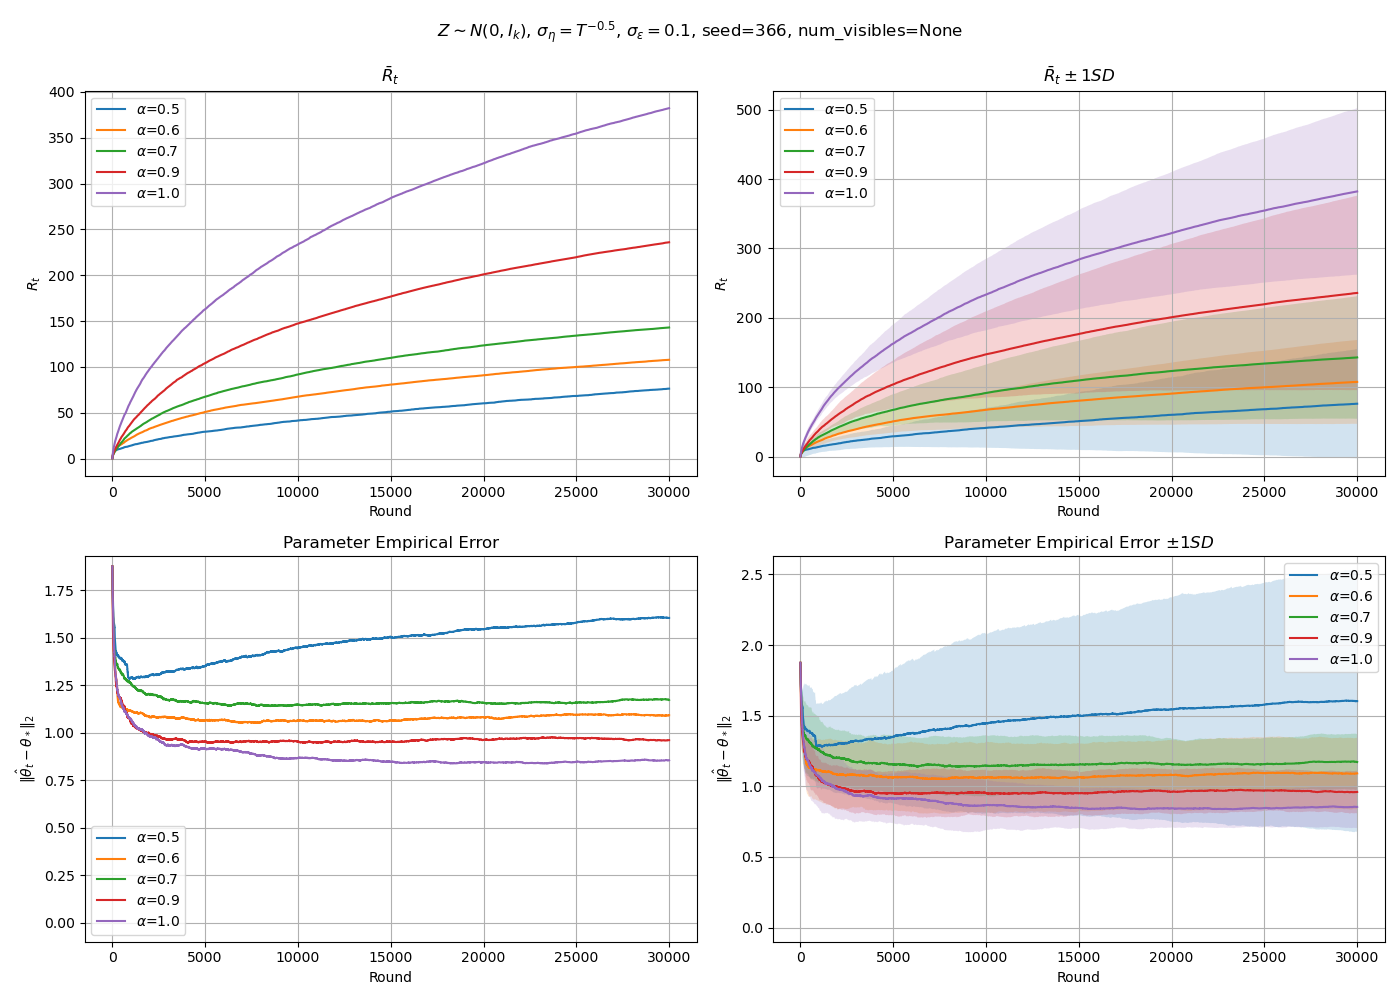 Z ~ N(0, I_k), σ_η = T^{-0.5}, σ_ε = 0.1, seed=366, num_visibles=None
R̄_t
400
350
300
250
200
150
100
50
0
R_t
α=0.5
α=0.6
α=0.7
α=0.9
α=1.0
0 5000 10000 15000 20000 25000 30000
Round
R̄_t ± 1SD
500
400
300
200
100
0
R_t
α=0.5
α=0.6
α=0.7
α=0.9
α=1.0
0 5000 10000 15000 20000 25000 30000
Round
Parameter Empirical Error
1.75
1.50
1.25
1.00
0.75
0.50
0.25
0.00
‖θ̂_t − θ_*‖_2
α=0.5
α=0.6
α=0.7
α=0.9
α=1.0
0 5000 10000 15000 20000 25000 30000
Round
Parameter Empirical Error ±1SD
2.5
2.0
1.5
1.0
0.5
0.0
‖θ̂_t − θ_*‖_2
α=0.5
α=0.6
α=0.7
α=0.9
α=1.0
0 5000 10000 15000 20000 25000 30000
Round